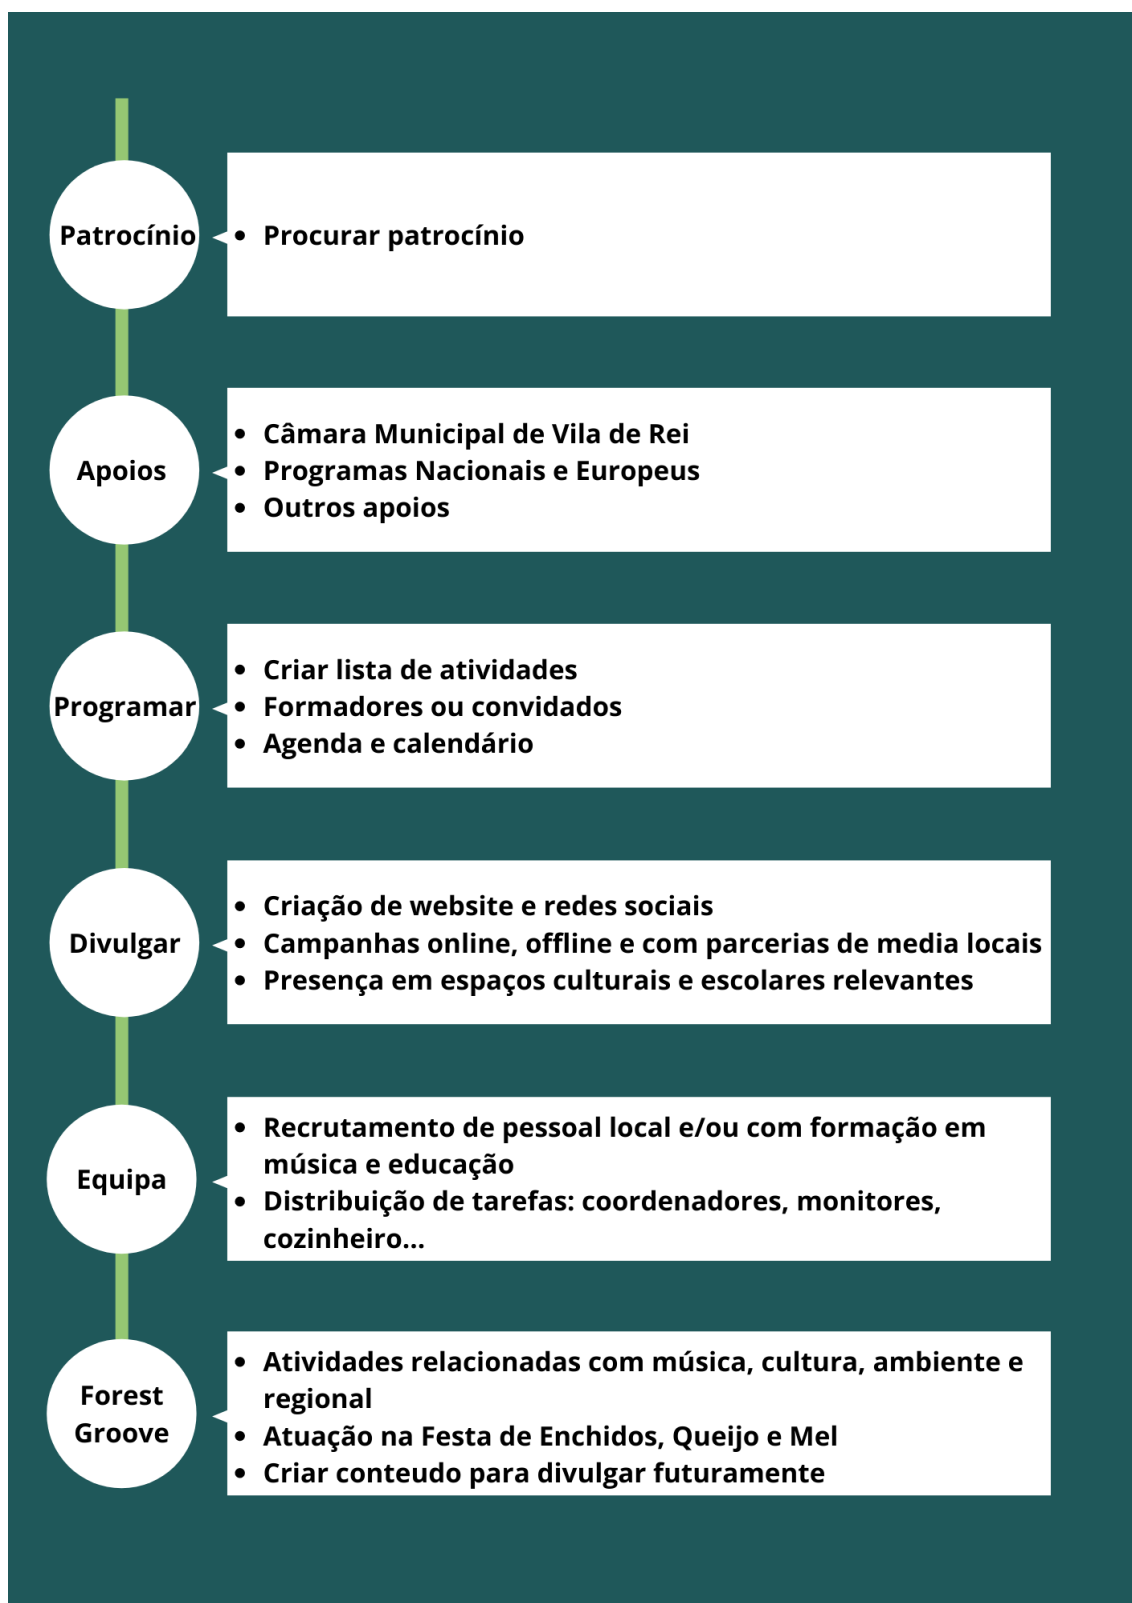 Patrocínio
• Procurar patrocínio
Apoios
• Câmara Municipal de Vila de Rei
• Programas Nacionais e Europeus
• Outros apoios
Programar
• Criar lista de atividades
• Formadores ou convidados
• Agenda e calendário
Divulgar
• Criação de website e redes sociais
• Campanhas online, offline e com parcerias de media locais
• Presença em espaços culturais e escolares relevantes
Equipa
• Recrutamento de pessoal local e/ou com formação em
música e educação
• Distribuição de tarefas: coordenadores, monitores,
cozinheiro...
Forest
Groove
• Atividades relacionadas com música, cultura, ambiente e
regional
• Atuação na Festa de Enchidos, Queijo e Mel
• Criar conteudo para divulgar futuramente